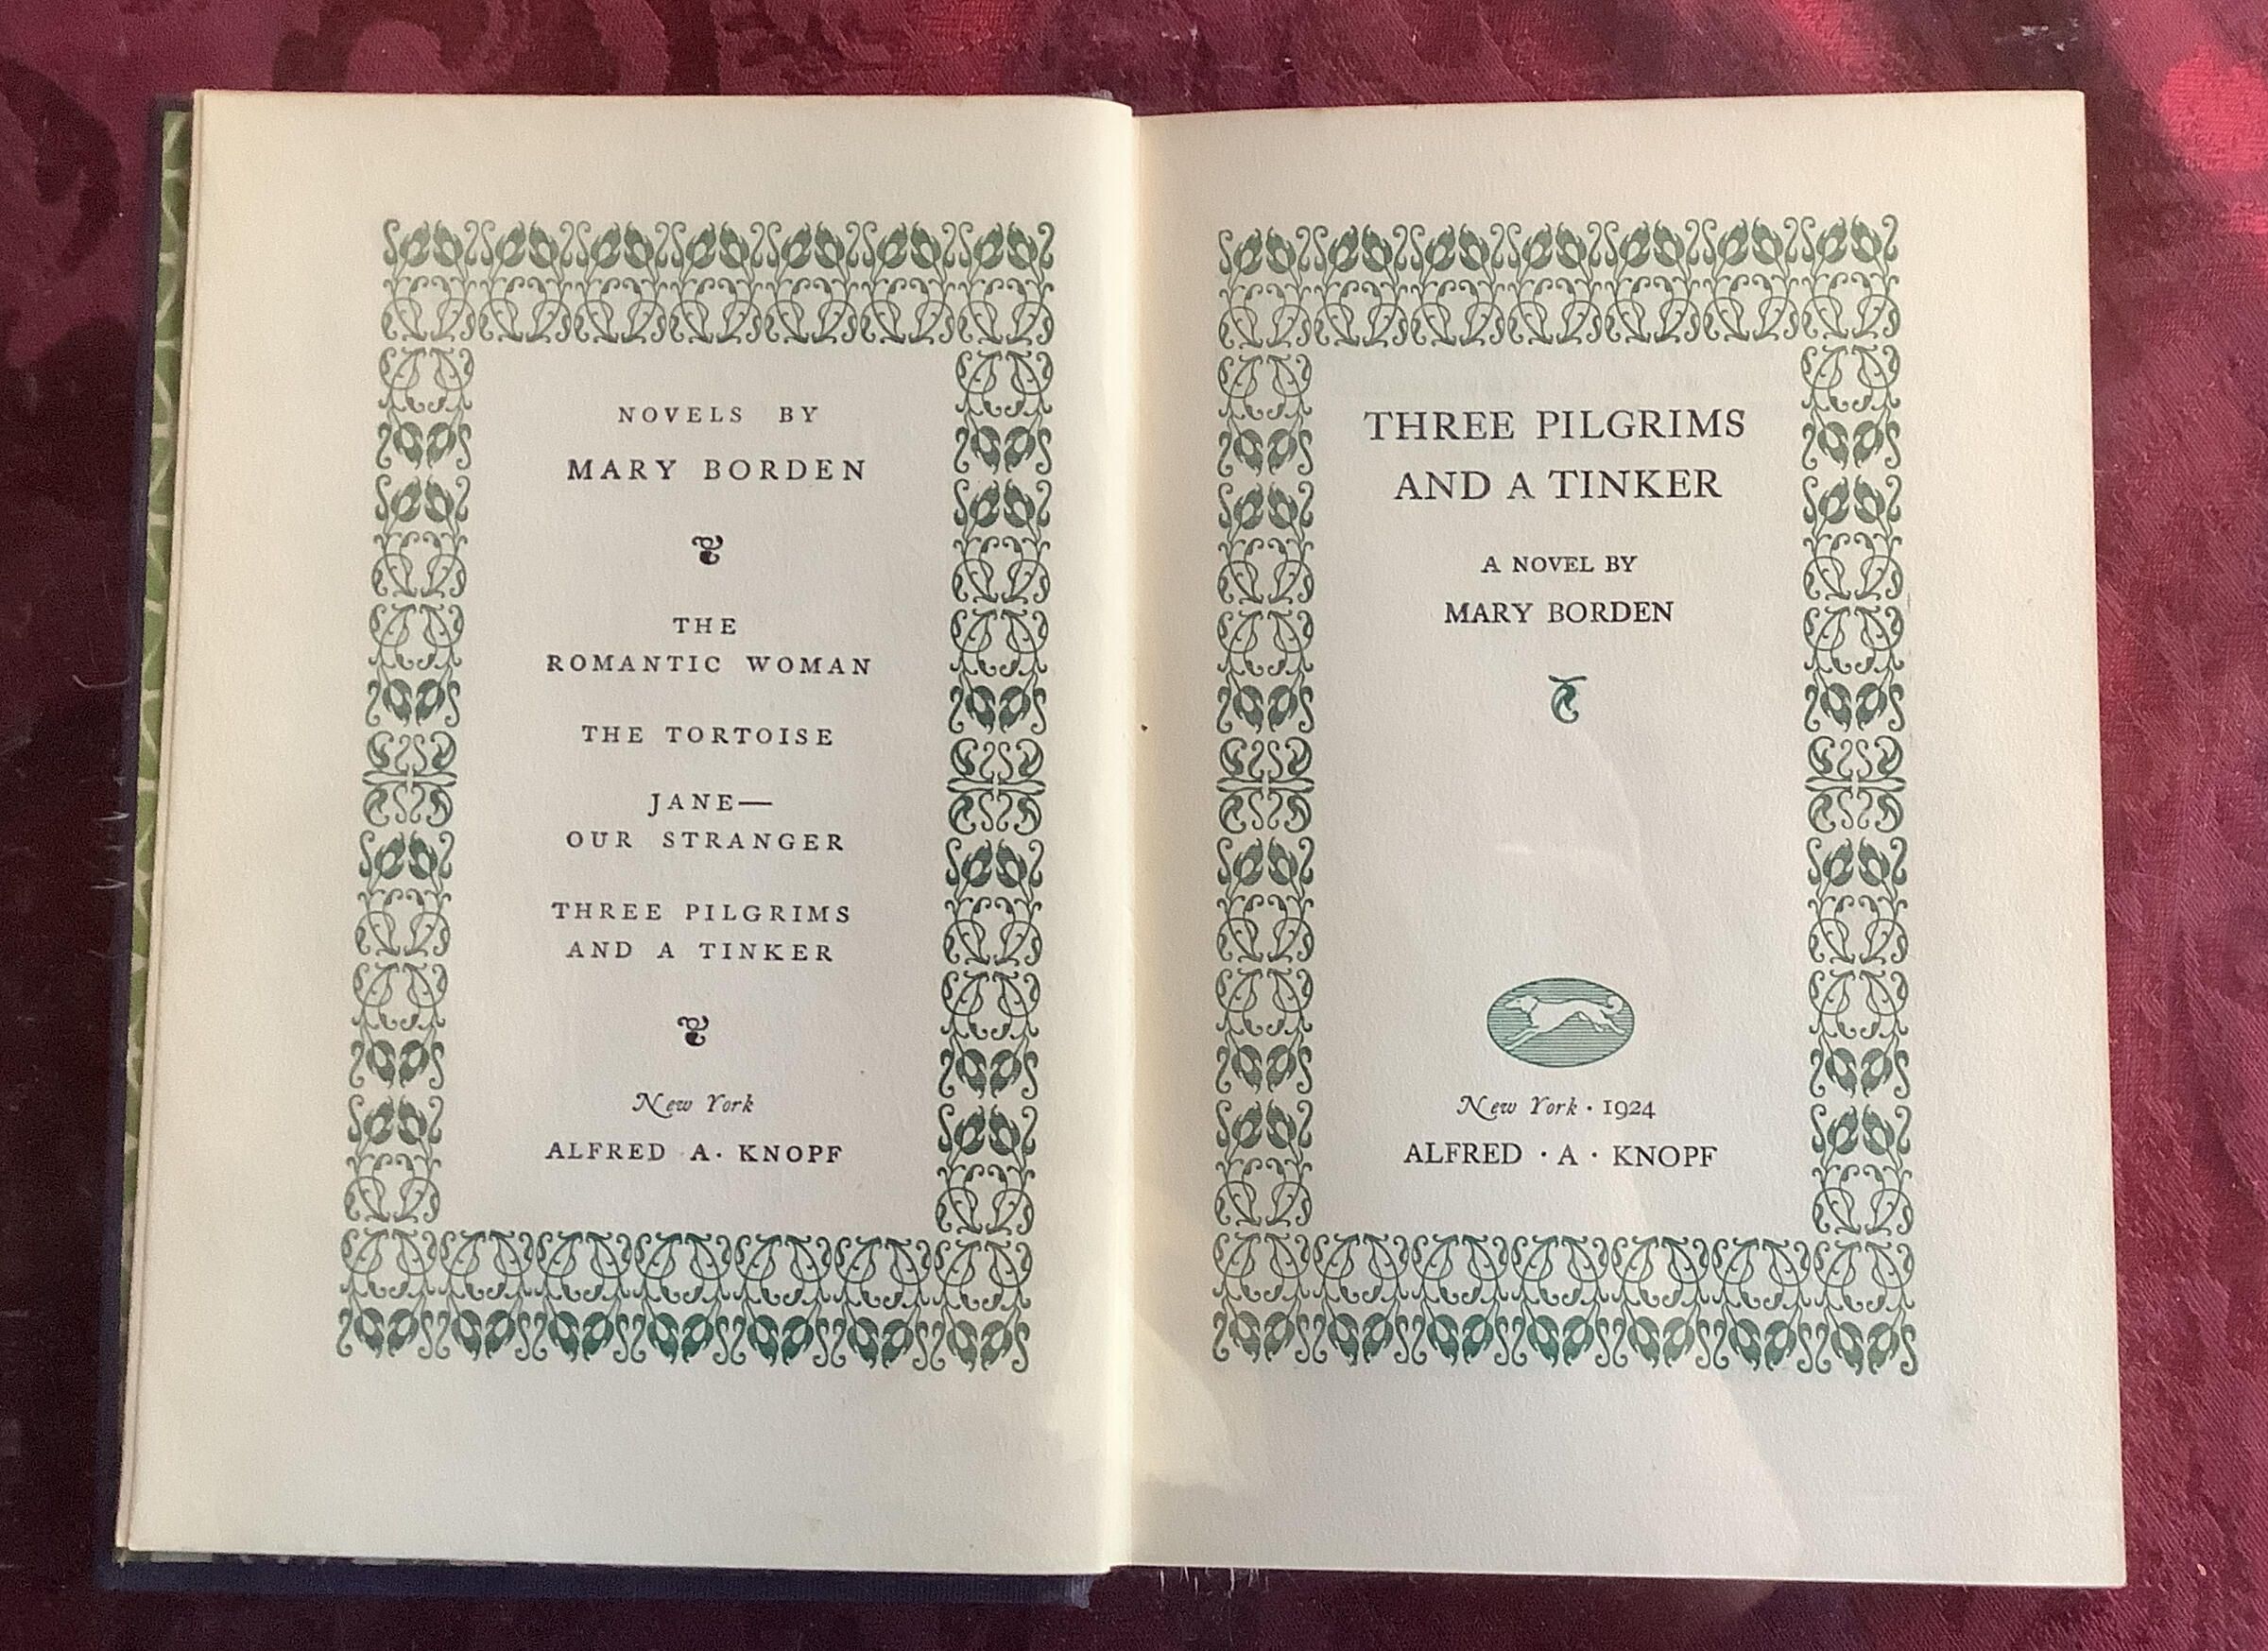 NOVELS BY
MARY BORDEN
THE
ROMANTIC WOMAN
THE TORTOISE
JANE—
OUR STRANGER
THREE PILGRIMS
AND A TINKER
New York
ALFRED A· KNOPF
THREE PILGRIMS
AND A TINKER
A NOVEL BY
MARY BORDEN
New York · 1924
ALFRED · A · KNOPF